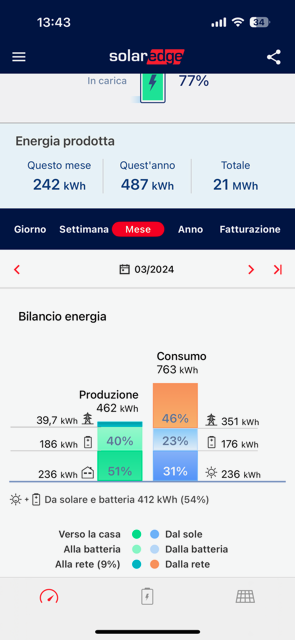 13:43
34
solaredge
In carica
77%
Energia prodotta
Questo mese
Quest'anno
Totale
242 kWh
487 kWh
21 MWh
Giorno
Settimana
Mese
Anno
Fatturazione
03/2024
Bilancio energia
Consumo
763 kWh
Produzione
462 kWh
39,7 kWh
46%
351 kWh
186 kWh
40%
23%
176 kWh
236 kWh
51%
31%
236 kWh
+ Da solare e batteria 412 kWh (54%)
Verso la casa
Dal sole
Alla batteria
Dalla batteria
Alla rete (9%)
Dalla rete